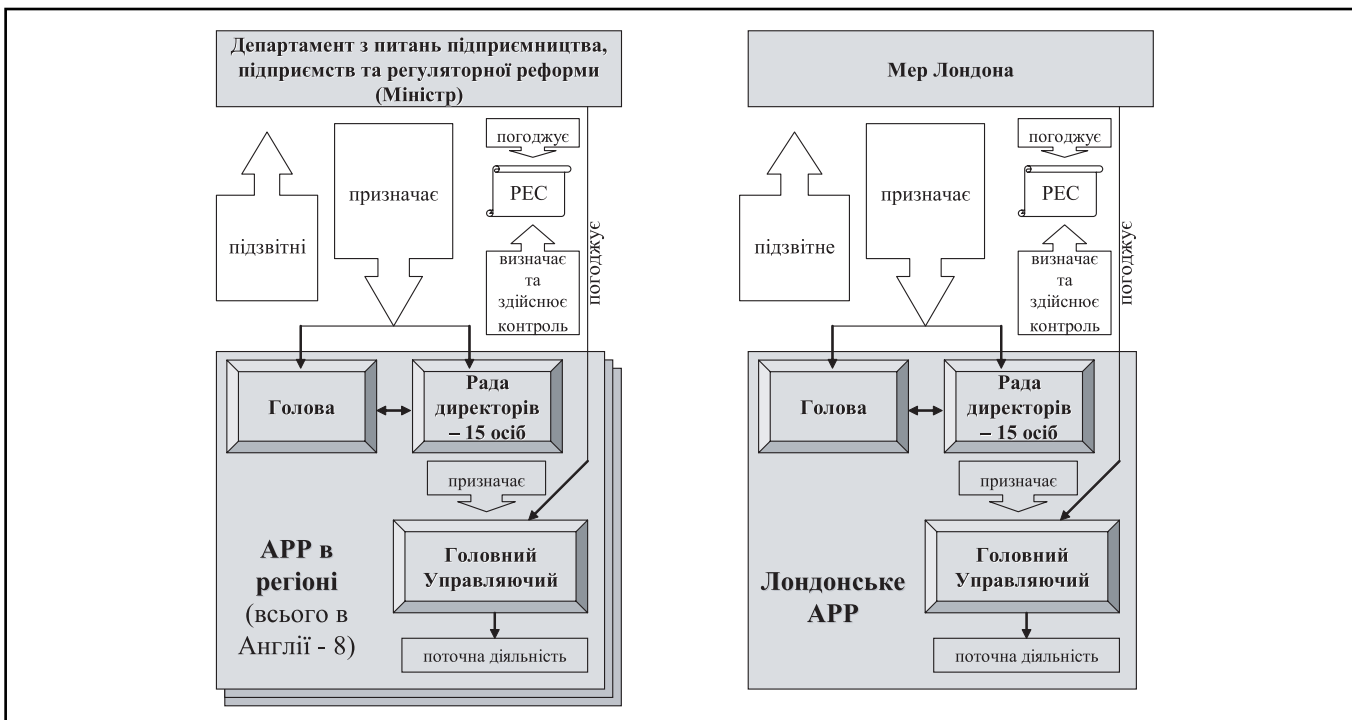 Департамент з питань підприємництва,
підприємств та регуляторної реформи
(Міністр)
підзвітні
призначає
погоджує
РЕС
визначає
та
здійснює
контроль
погоджує
Голова
Рада
директорів
– 15 осіб
призначає
Головний
Управляючий
поточна діяльність
АРР в
регіоні
(всього в
Англії - 8)
Мер Лондона
підзвітне
призначає
погоджує
РЕС
визначає
та
здійснює
контроль
погоджує
Голова
Рада
директорів
– 15 осіб
призначає
Головний
Управляючий
поточна діяльність
Лондонське
АРР